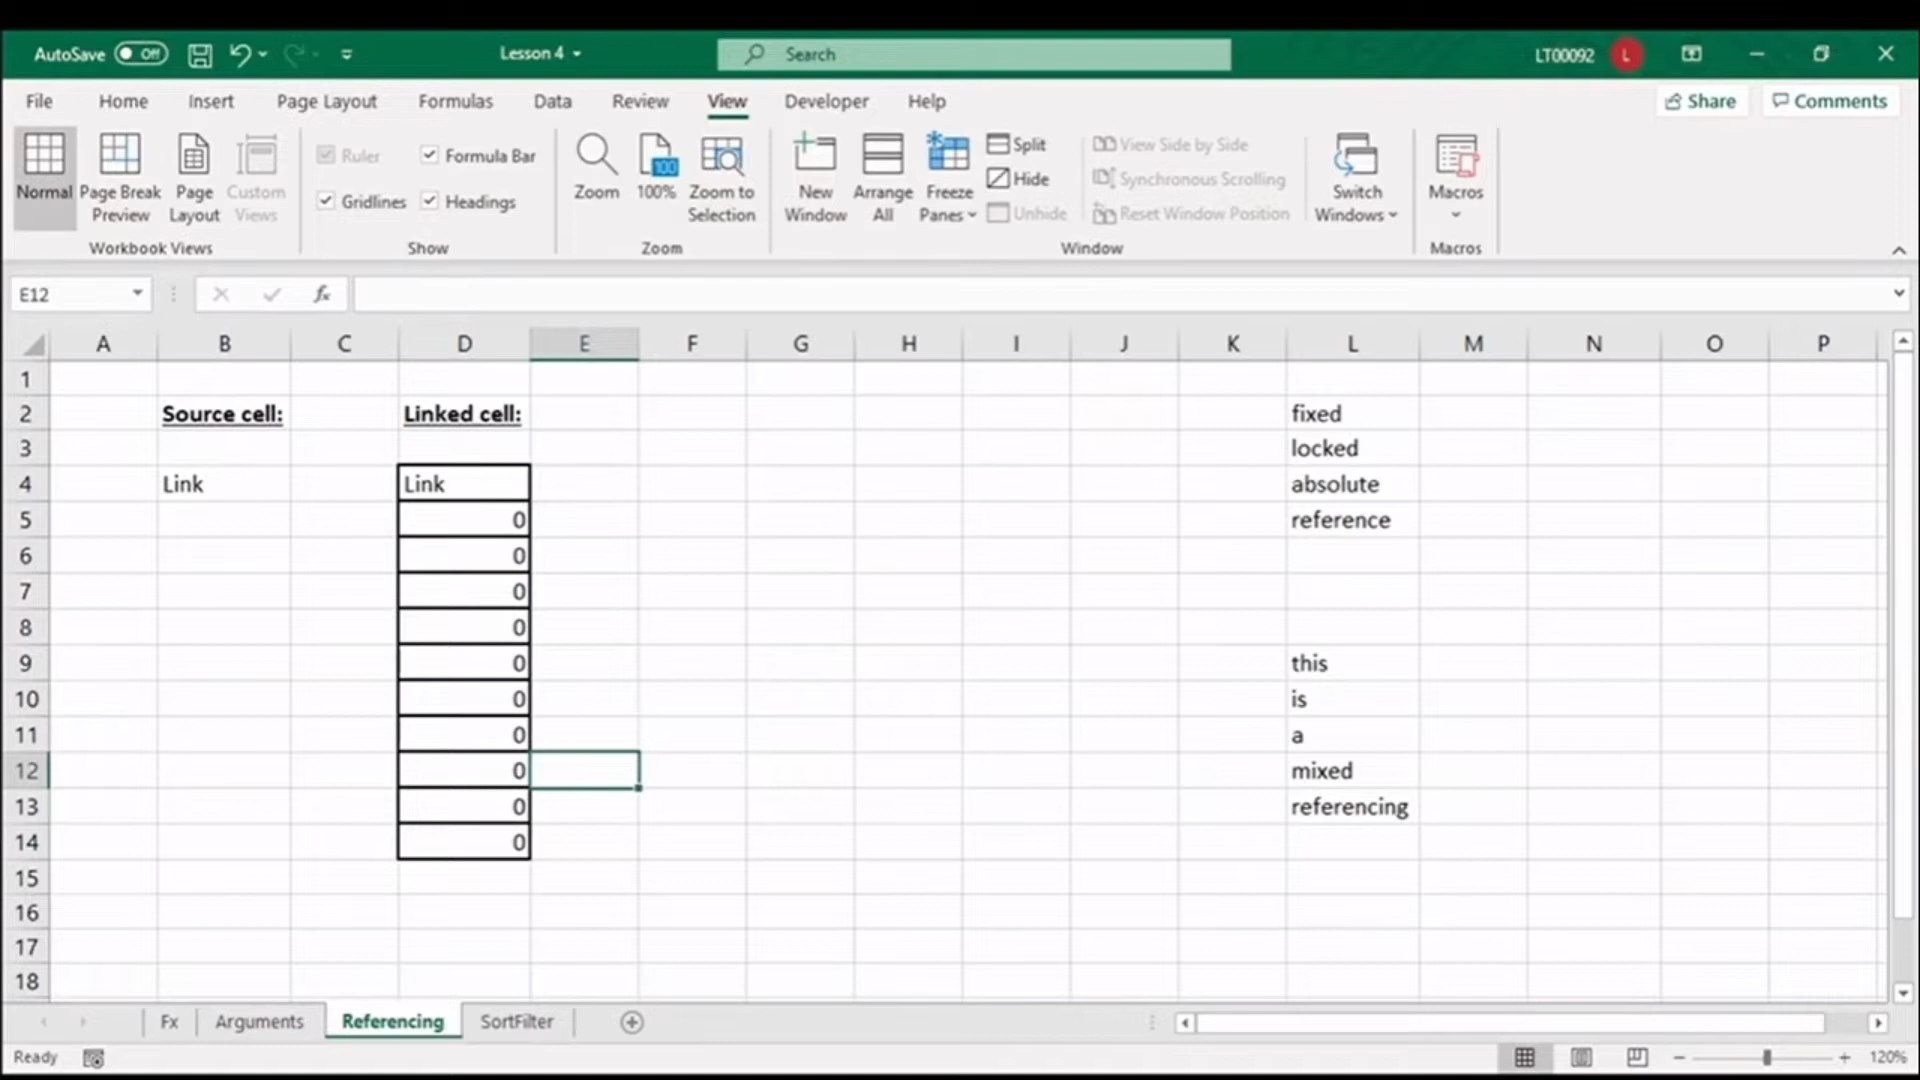 AutoSave Off Lesson 4 Search LT00092 L
File Home Insert Page Layout Formulas Data Review View Developer Help Share Comments
Normal Page Break Preview Page Layout Custom Views
Workbook Views
Ruler Formula Bar
Gridlines Headings
Show
Zoom 100 100% Zoom to Selection
Zoom
New Window Arrange All Freeze Panes
Split View Side by Side
Hide Synchronous Scrolling
Unhide Reset Window Position
Switch Windows
Window
Macros
Macros
E12 fx
A B C D E F G H I J K L M N O P
1
2 Source cell: Linked cell: fixed
3 locked
4 Link Link absolute
5 0 reference
6 0
7 0
8 0
9 0 this
10 0 is
11 0 a
12 0 mixed
13 0 referencing
14 0
15
16
17
18
Fx Arguments Referencing SortFilter
Ready 120%